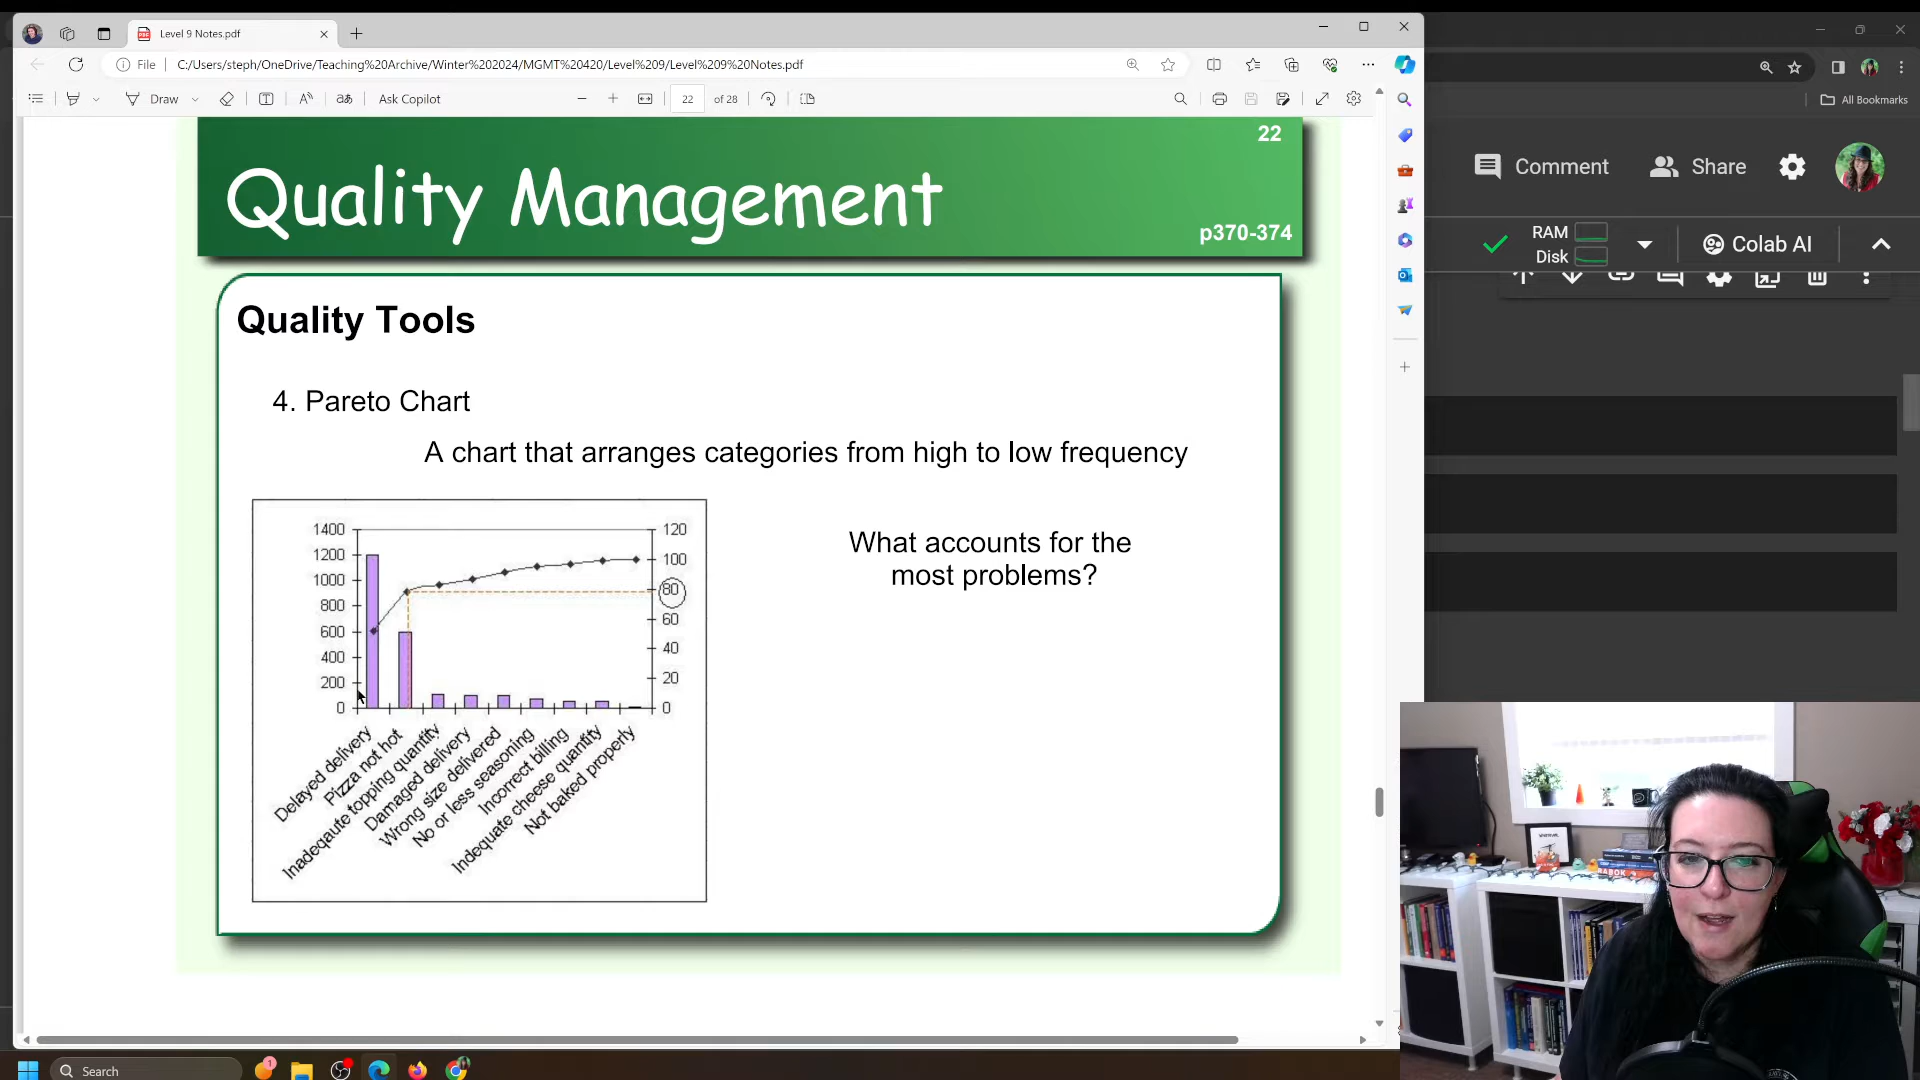 Level 9 Notes.pdf
File
C:/Users/steph/OneDrive/Teaching%20Archive/Winter%202024/MGMT%20420/Level%209/Level%209%20Notes.pdf
All Bookmarks
Draw
Ask Copilot
22
of 28
22
Quality Management
p370-374
Comment
Share
RAM
Disk
Colab AI
Quality Tools
4. Pareto Chart
A chart that arranges categories from high to low frequency
What accounts for the
most problems?
1400
1200
1000
800
600
400
200
0
120
100
80
60
40
20
0
Delayed delivery
Pizza not hot
Inadeqaute topping quantity
Damaged delivery
Wrong size delivered
No or less seasoning
Incorrect billing
Indequate cheese quantity
Not baked properly
Search
1